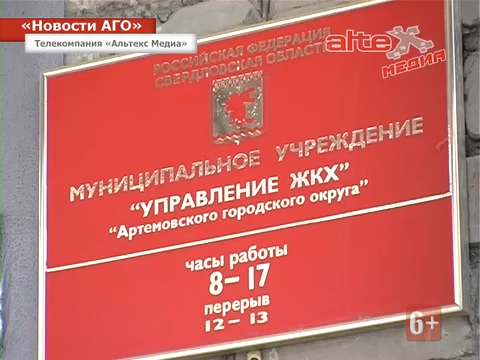 «Новости АГО»
Телекомпания «Альтекс Медиа»
alteX
МЕДИА
РОССИЙСКАЯ ФЕДЕРАЦИЯ
СВЕРДЛОВСКАЯ ОБЛАСТЬ
МУНИЦИПАЛЬНОЕ УЧРЕЖДЕНИЕ
"УПРАВЛЕНИЕ ЖКХ"
"Артемовского городского округа"
часы работы
8-17
перерыв
12-13
6+